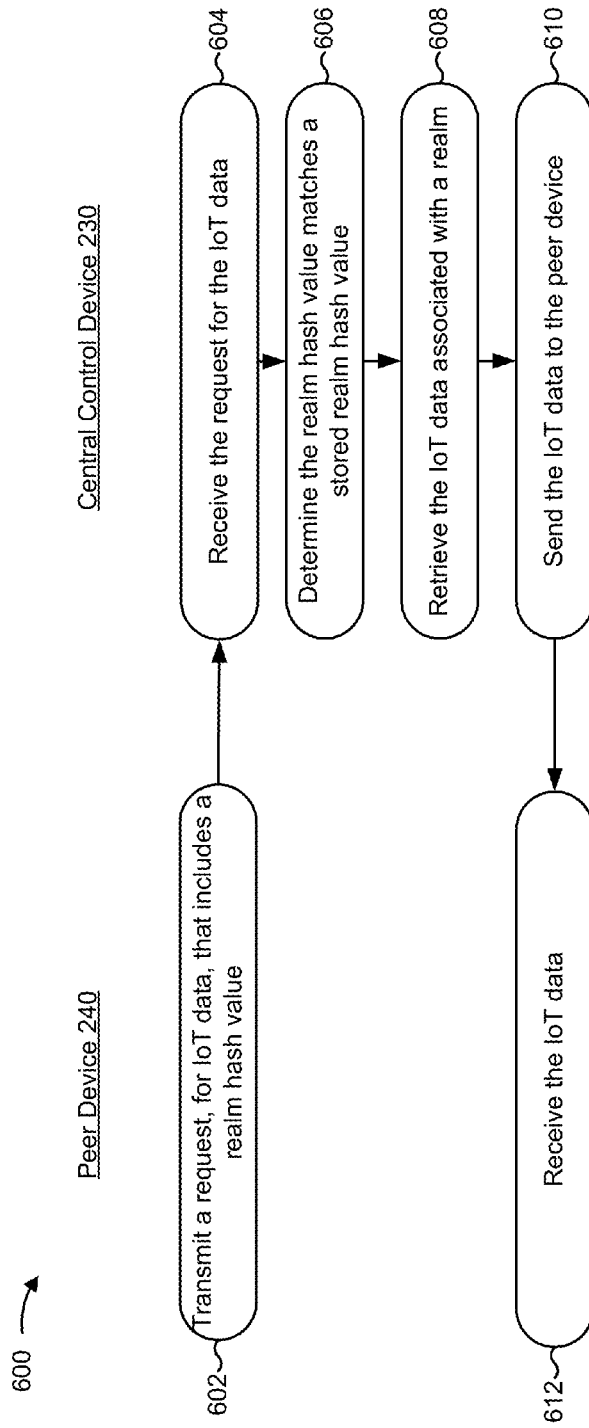 600
Peer Device 240
Central Control Device 230
602
Transmit a request, for IoT data, that includes a
realm hash value
Receive the request for the IoT data
604
Determine the realm hash value matches a
stored realm hash value
606
Retrieve the IoT data associated with a realm
608
Send the IoT data to the peer device
610
612
Receive the IoT data